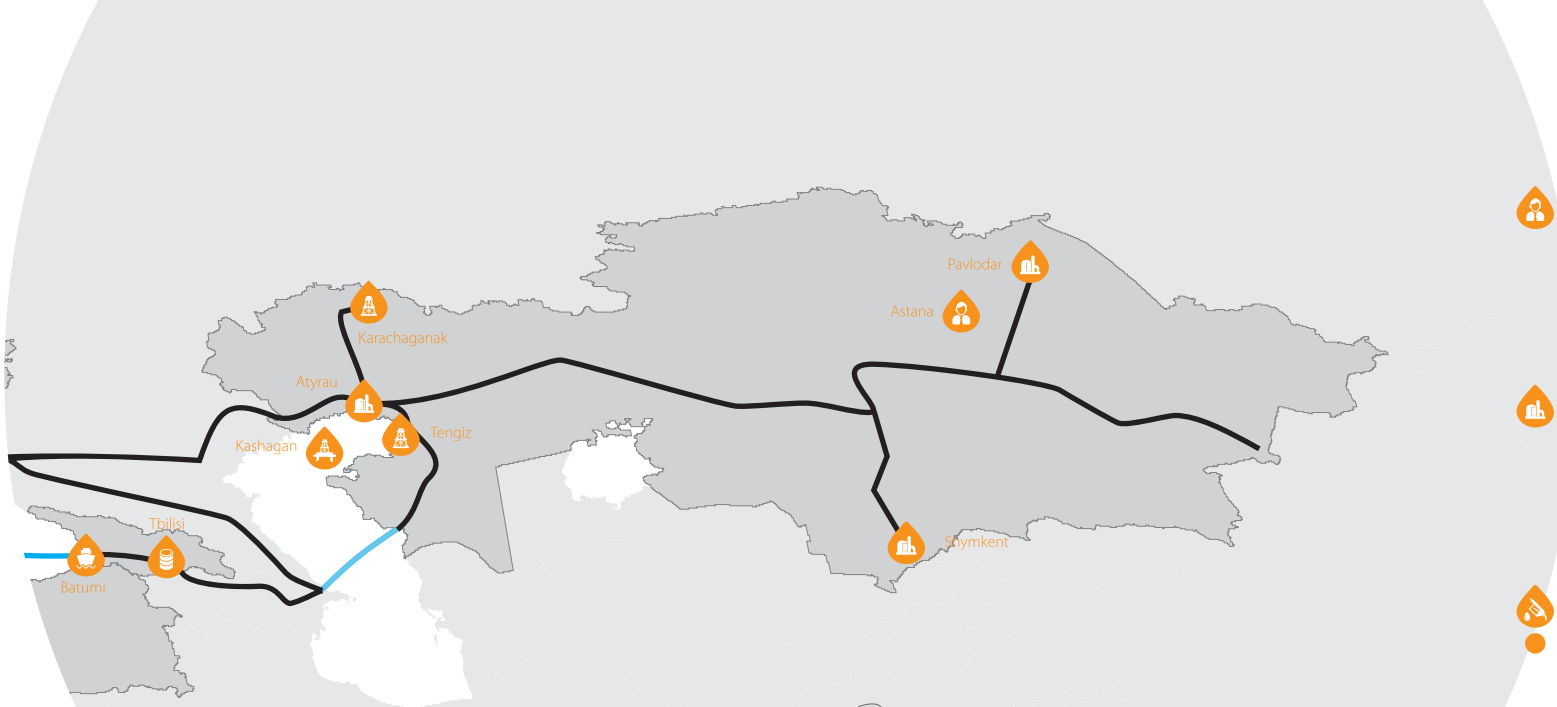 Pavlodar
Astana
Karachaganak
Atyrau
Tengiz
Kashagan
Tbilisi
Shymkent
Batumi